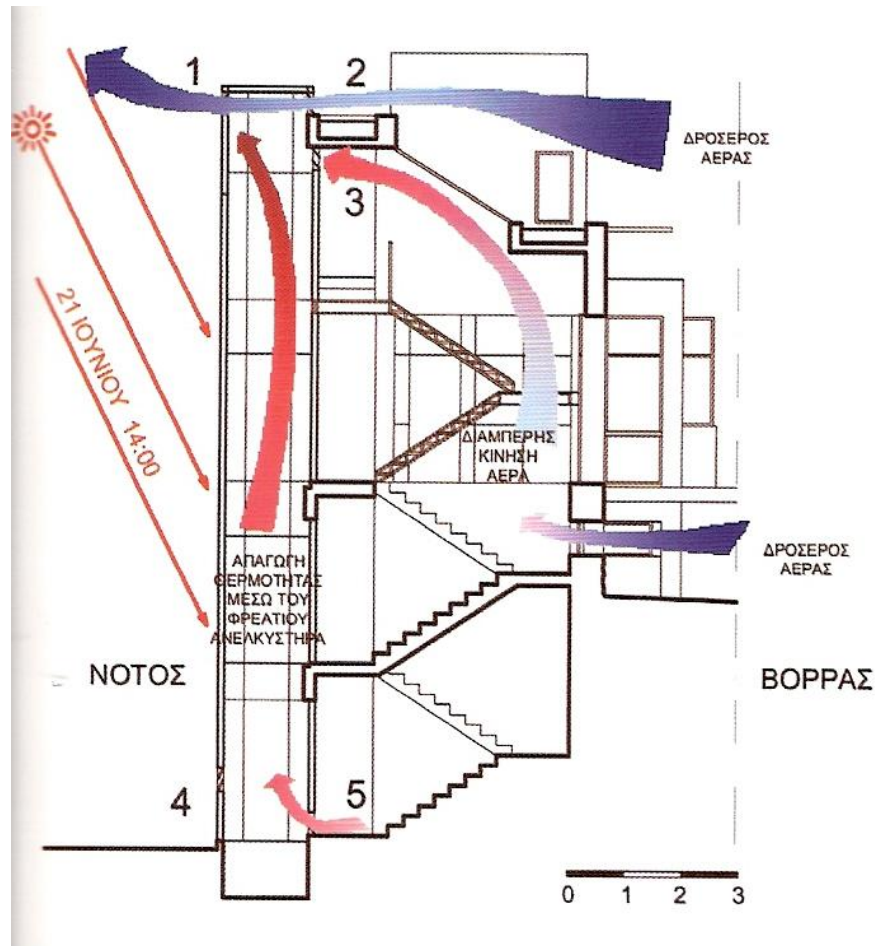 1
2
ΔΡΟΣΕΡΟΣ
ΑΕΡΑΣ
3
21 ΙΟΥΝΙΟΥ 14:00
ΔΙΑΜΠΕΡΗΣ
ΚΙΝΗΣΗ
ΑΕΡΑ
ΔΡΟΣΕΡΟΣ
ΑΕΡΑΣ
ΑΠΑΓΩΓΗ
ΘΕΡΜΟΤΗΤΑΣ
ΜΕΣΩ ΤΟΥ
ΦΡΕΑΤΙΟΥ
ΑΝΕΛΚΥΣΤΗΡΑ
ΝΟΤΟΣ
ΒΟΡΡΑΣ
4
5
0 1 2 3